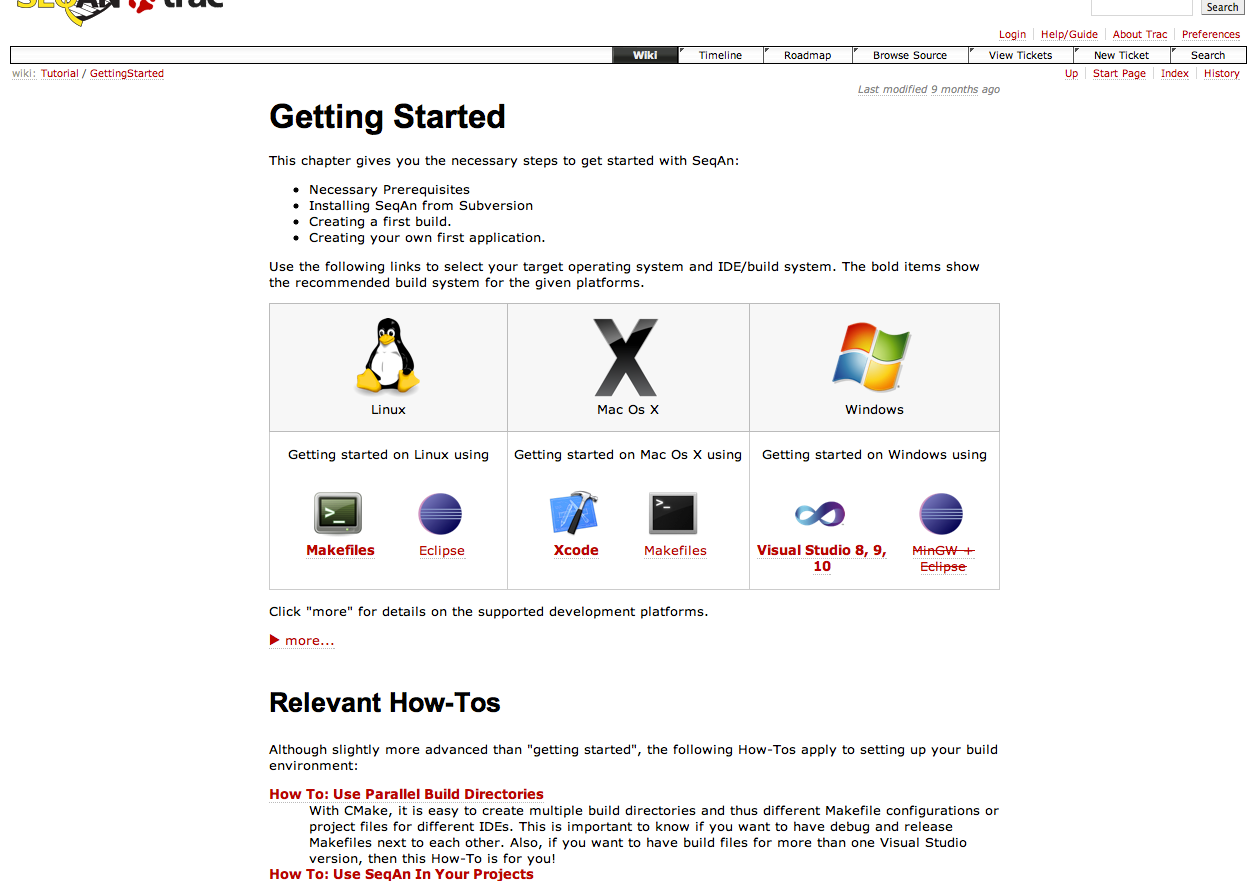 SEQAN trac
Search
Login Help/Guide About Trac Preferences
Wiki Timeline Roadmap Browse Source View Tickets New Ticket Search
wiki: Tutorial / GettingStarted
Up Start Page Index History
Last modified 9 months ago
Getting Started
This chapter gives you the necessary steps to get started with SeqAn:
• Necessary Prerequisites
• Installing SeqAn from Subversion
• Creating a first build.
• Creating your own first application.
Use the following links to select your target operating system and IDE/build system. The bold items show
the recommended build system for the given platforms.
Linux Mac Os X Windows
Getting started on Linux using Getting started on Mac Os X using Getting started on Windows using
>_ >_
Makefiles Eclipse Xcode Makefiles Visual Studio 8, 9, MinGW +
10 Eclipse
Click "more" for details on the supported development platforms.
more...
Relevant How-Tos
Although slightly more advanced than "getting started", the following How-Tos apply to setting up your build
environment:
How To: Use Parallel Build Directories
With CMake, it is easy to create multiple build directories and thus different Makefile configurations or
project files for different IDEs. This is important to know if you want to have debug and release
Makefiles next to each other. Also, if you want to have build files for more than one Visual Studio
version, then this How-To is for you!
How To: Use SeqAn In Your Projects